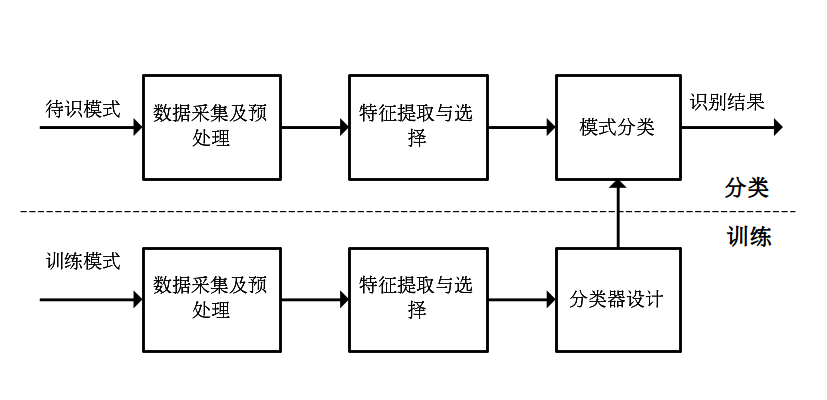 待识模式
数据采集及预
处理
特征提取与选
择
模式分类
识别结果
分类
训练
训练模式
数据采集及预
处理
特征提取与选
择
分类器设计